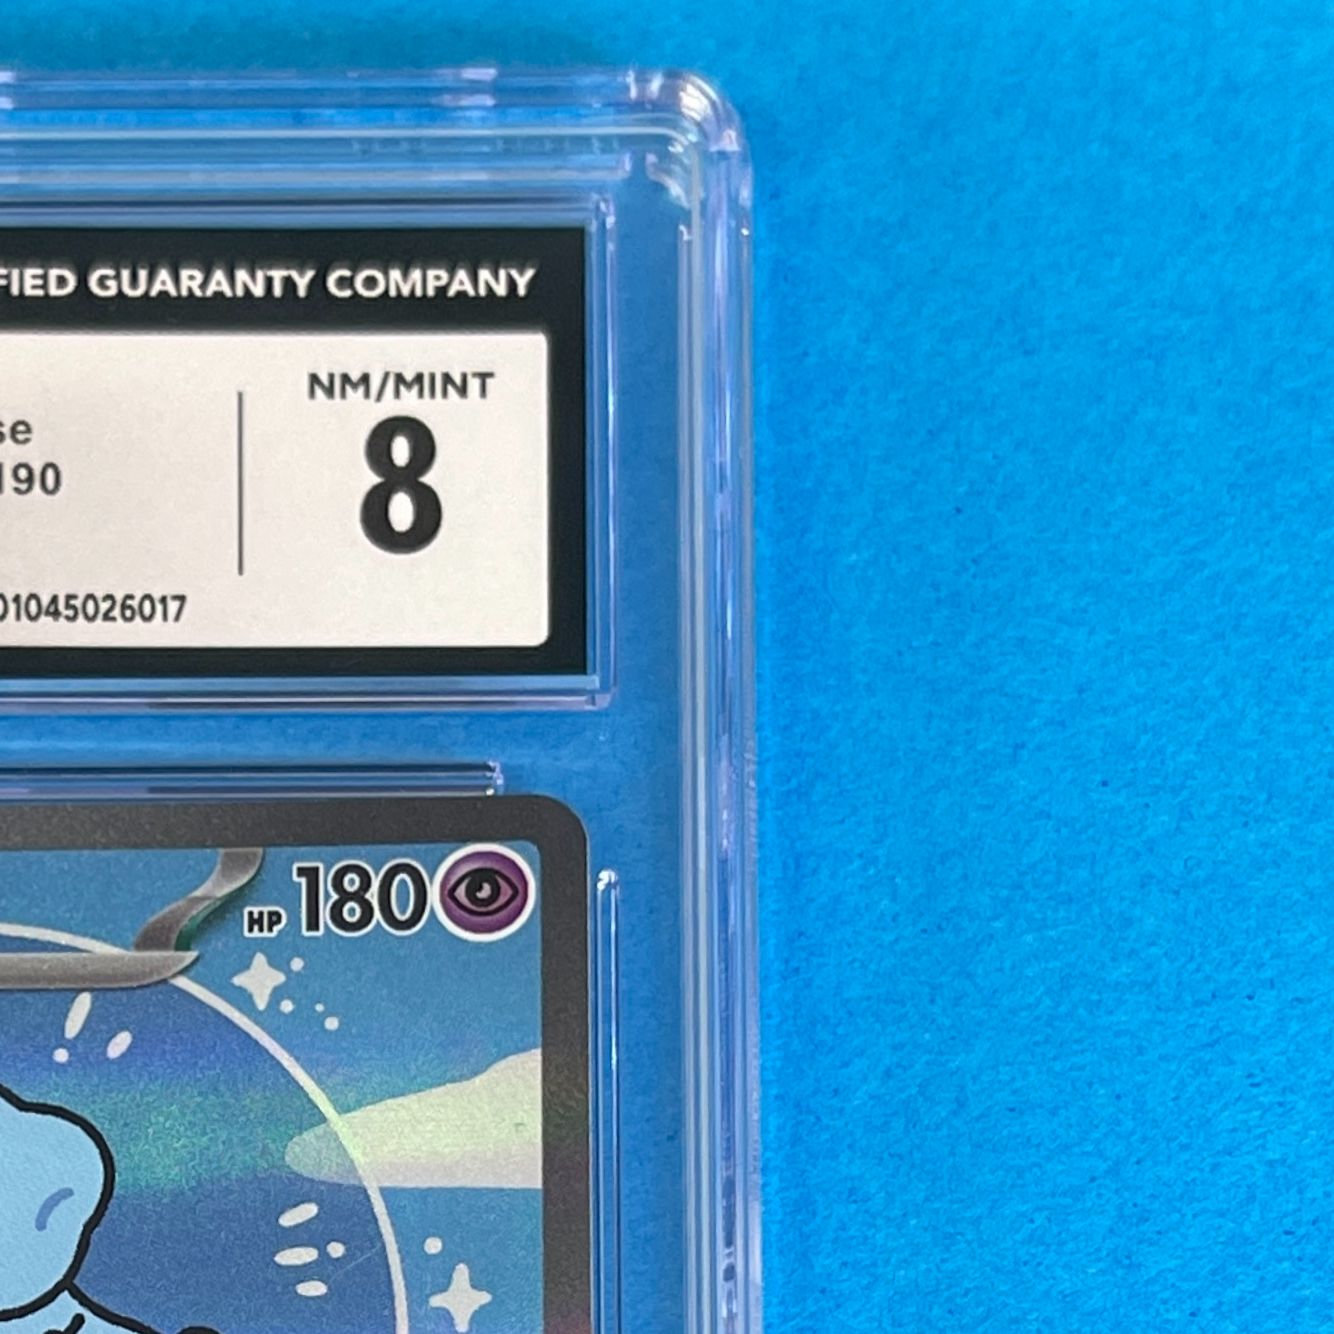 FIED GUARANTY COMPANY
NM/MINT
8
se
190
01045026017
HP 180